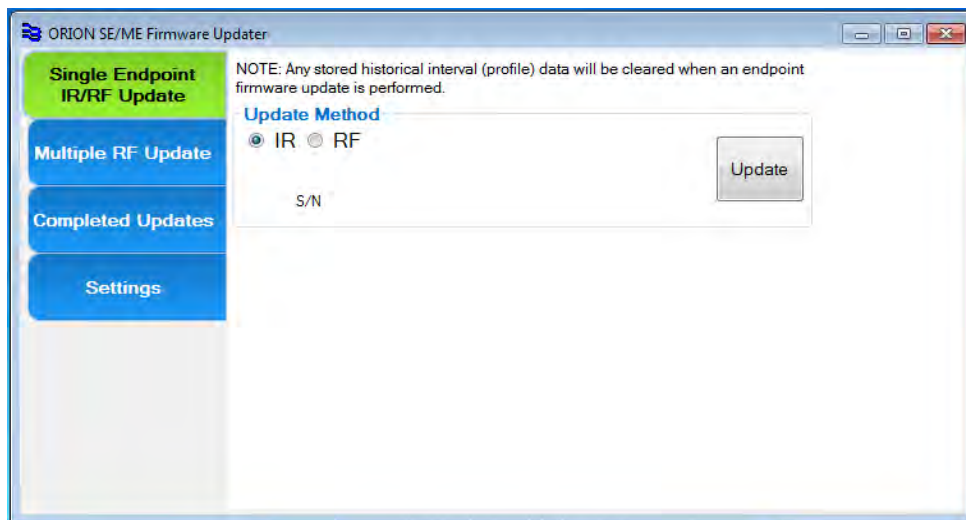 ORION SE/ME Firmware Updater
Single Endpoint
IR/RF Update
Multiple RF Update
Completed Updates
Settings
NOTE: Any stored historical interval (profile) data will be cleared when an endpoint
firmware update is performed.
Update Method
IR RF
Update
S/N